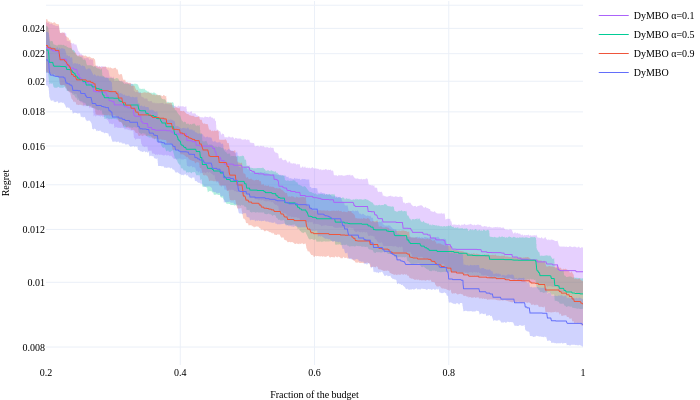 0.024
0.022
0.02
0.018
0.016
0.014
0.012
0.01
0.008
Regret
0.2
0.4
0.6
0.8
1
Fraction of the budget
DyMBO α=0.1
DyMBO α=0.5
DyMBO α=0.9
DyMBO